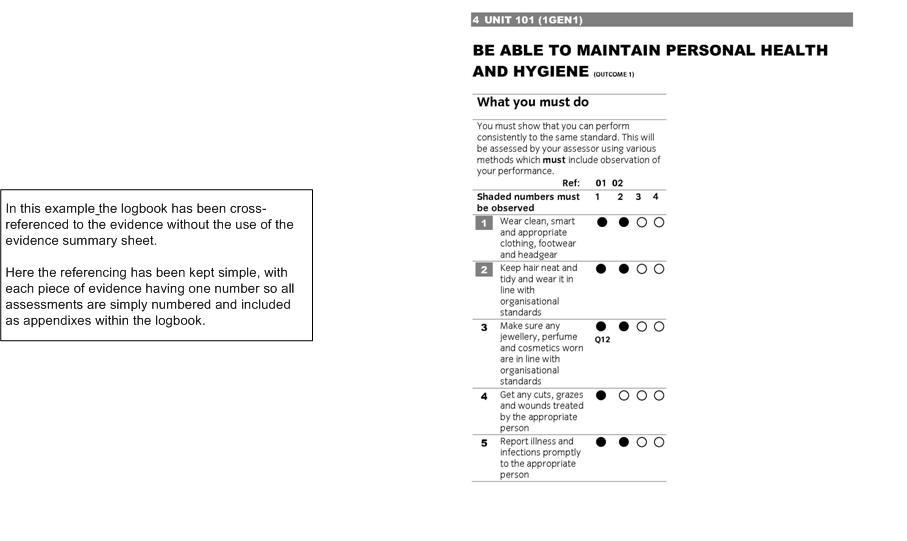 In this example the logbook has been cross-
referenced to the evidence without the use of the
evidence summary sheet.
Here the referencing has been kept simple, with
each piece of evidence having one number so all
assessments are simply numbered and included
as appendixes within the logbook.
4 UNIT 101 (1GEN1)
BE ABLE TO MAINTAIN PERSONAL HEALTH
AND HYGIENE (OUTCOME 1)
What you must do
You must show that you can perform
consistently to the same standard. This will
be assessed by your assessor using various
methods which must include observation of
your performance.
Ref: 01 02
Shaded numbers must 1 2 3 4
be observed
1 Wear clean, smart
and appropriate
clothing, footwear
and headgear
2 Keep hair neat and
tidy and wear it in
line with
organisational
standards
3 Make sure any
jewellery, perfume Q12
and cosmetics worn
are in line with
organisational
standards
4 Get any cuts, grazes
and wounds treated
by the appropriate
person
5 Report illness and
infections promptly
to the appropriate
person